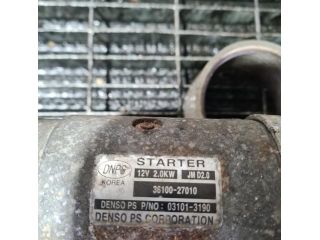 DNPS STARTER
KOREA 12V 2.0KW JM D2.0
36100-27010
DENSO PS P/NO: 03101-3190
DENSO PS CORPORATION